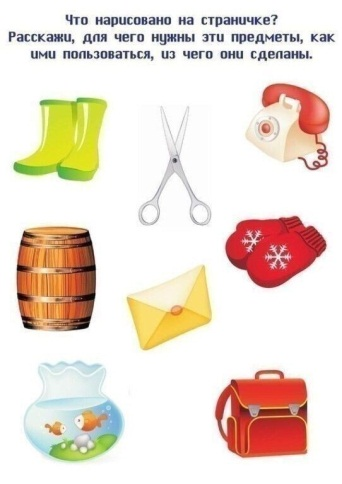 Что нарисовано на страничке?
Расскажи, для чего нужны эти предметы, как
ими пользоваться, из чего они сделаны.